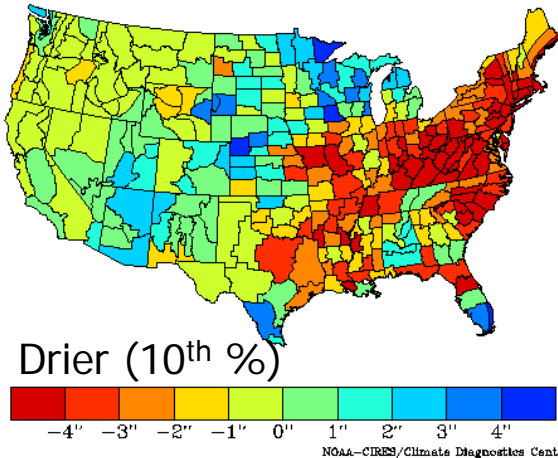 Drier (10th %)
−4" −3" −2" −1" 0" 1" 2" 3" 4"
NOAA−CIRES/Climate Diagnostics Cent